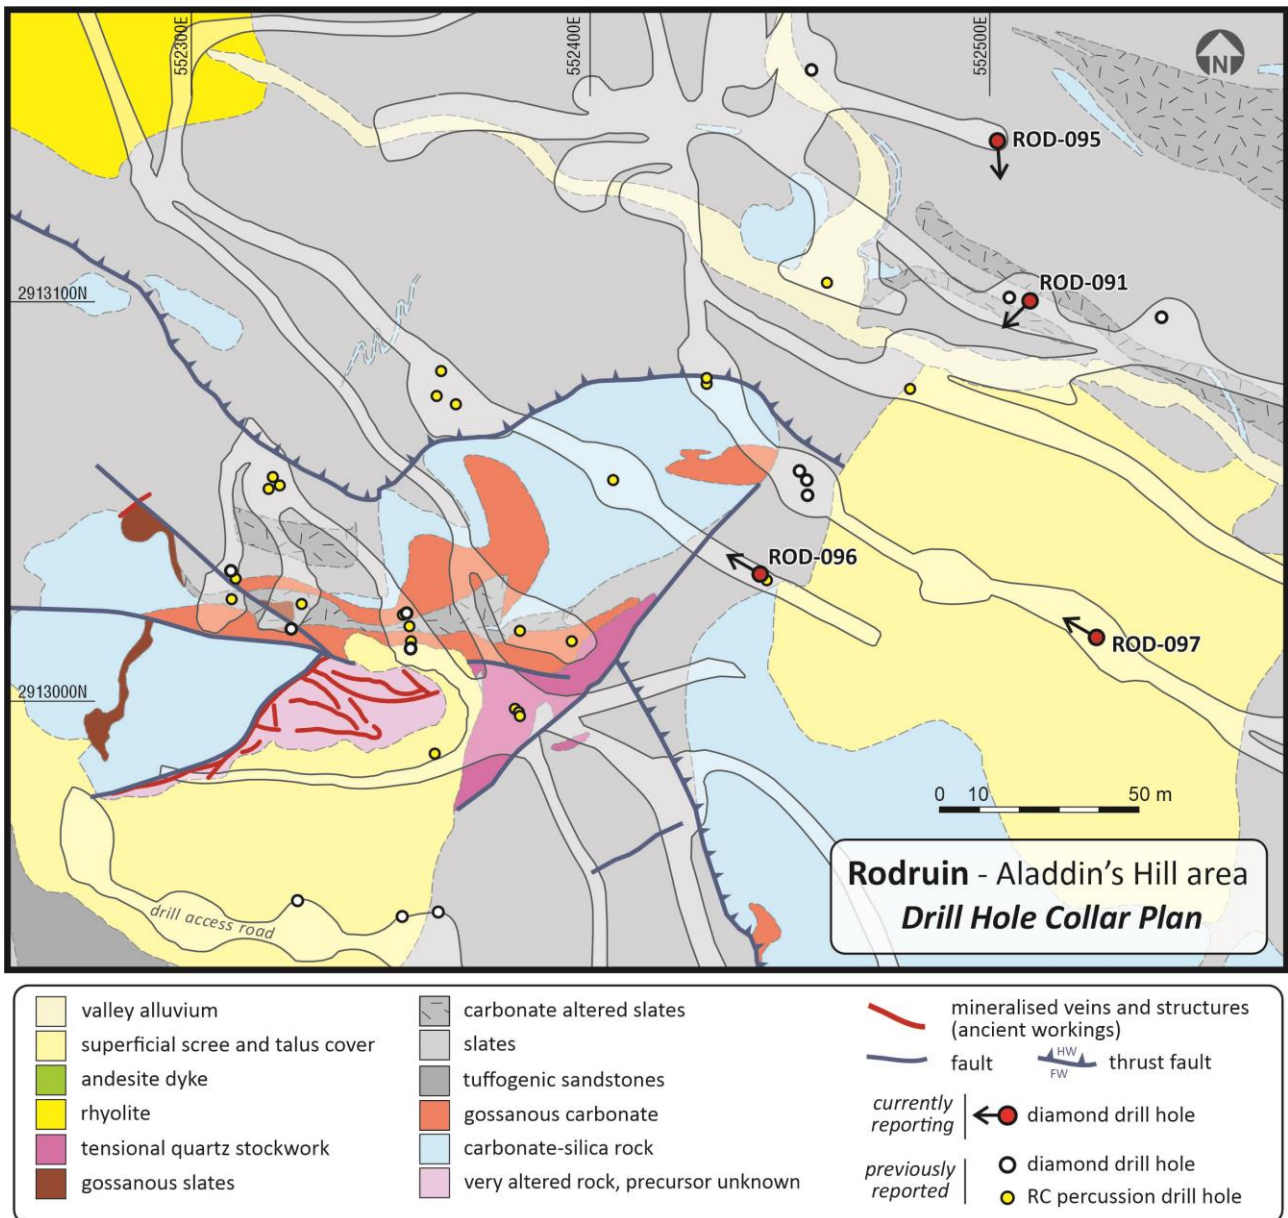 552300E
552400E
552500E
N
ROD-095
ROD-091
2913100N
ROD-096
ROD-097
2913000N
0 10 50 m
Rodruin - Aladdin's Hill area
Drill Hole Collar Plan
drill access road
valley alluvium
superficial scree and talus cover
andesite dyke
rhyolite
tensional quartz stockwork
gossanous slates
carbonate altered slates
slates
tuffogenic sandstones
gossanous carbonate
carbonate-silica rock
very altered rock, precursor unknown
mineralised veins and structures
(ancient workings)
fault
HW
FW
thrust fault
currently
reporting
diamond drill hole
previously
reported
diamond drill hole
RC percussion drill hole